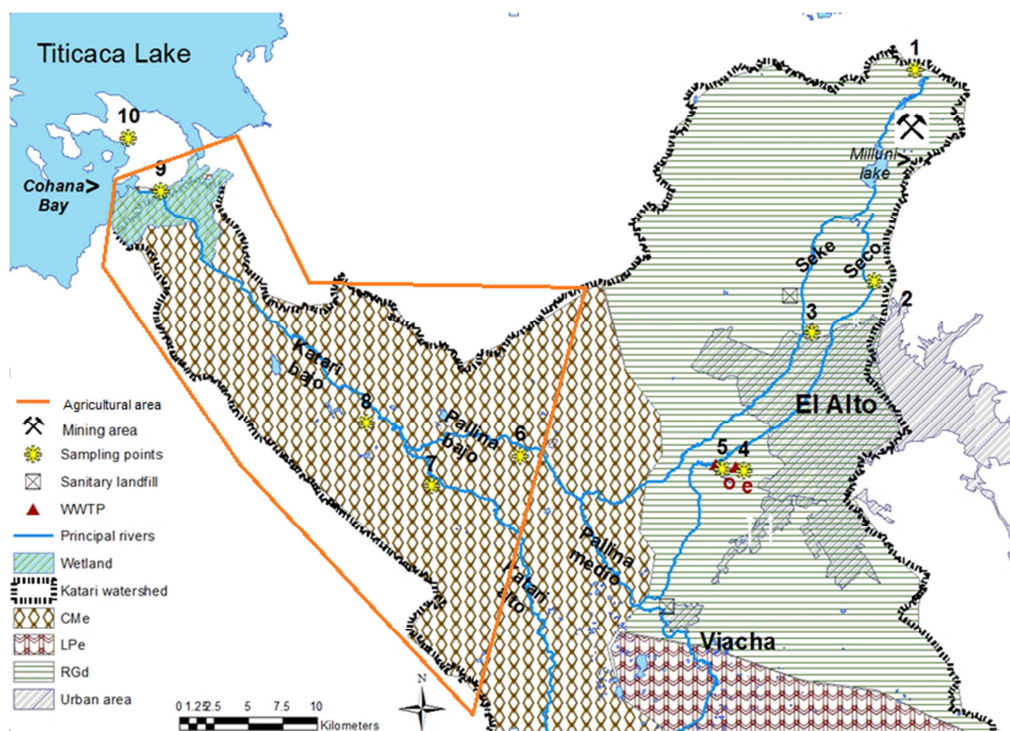 Titicaca Lake
1
10
Milluni
lake
9
Cohana
Bay
Seke
Seco
2
3
Katari
bajo
El Alto
Agricultural area
Mining area
8
Pallina
bajo
6
Sampling points
5
4
7
o
e
Sanitary landfill
WWTP
Principal rivers
Pallina
medio
Wetland
Katari
alto
Katari watershed
CMe
LPe
Viacha
RGd
N
Urban area
0 1.25 2.5 5 7.5 10
Kilometers